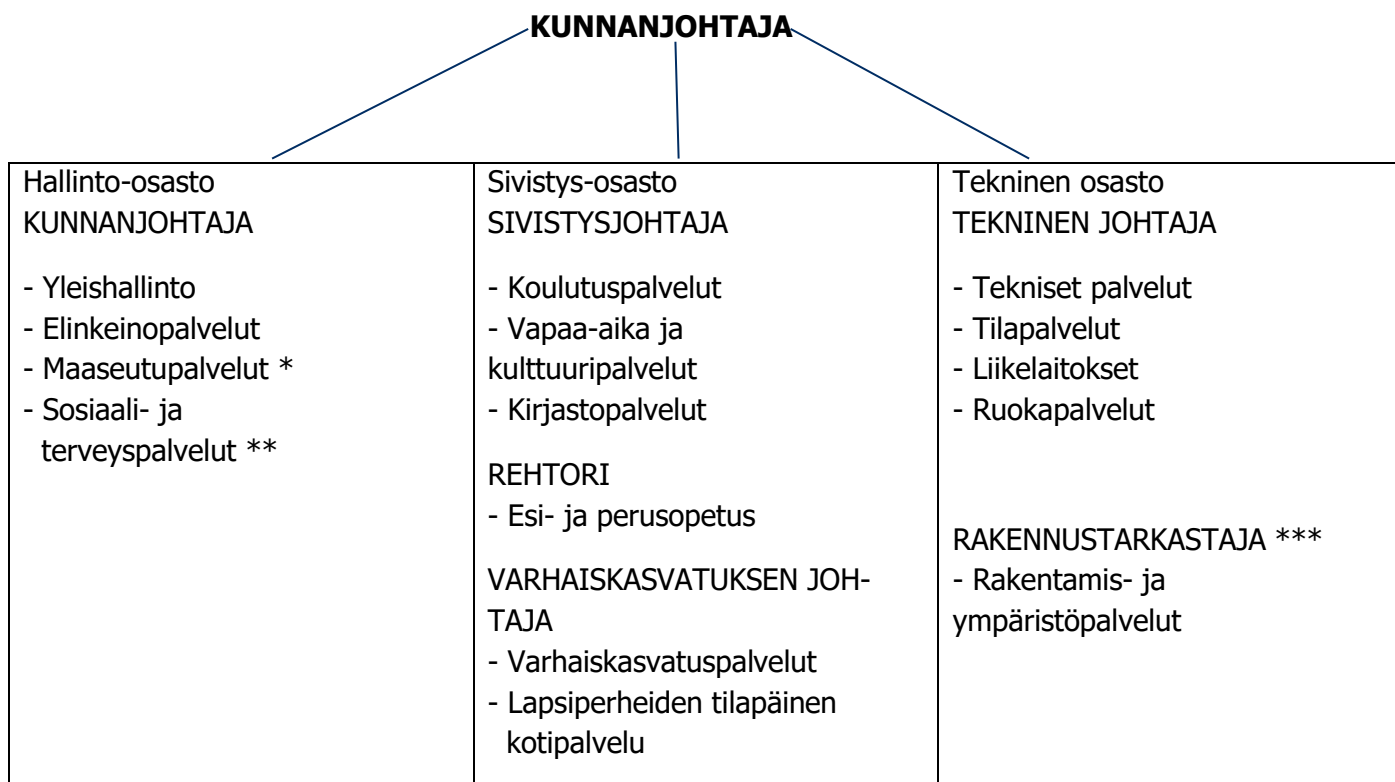 KUNNANJOHTAJA
Hallinto-osasto
KUNNANJOHTAJA
- Yleishallinto
- Elinkeinopalvelut
- Maaseutupalvelut *
- Sosiaali- ja
terveyspalvelut **
Sivistys-osasto
SIVISTYSJOHTAJA
- Koulutuspalvelut
- Vapaa-aika ja
kulttuuripalvelut
- Kirjastopalvelut
REHTORI
- Esi- ja perusopetus
VARHAISKASVATUKSEN JOH-
TAJA
- Varhaiskasvatuspalvelut
- Lapsiperheiden tilapäinen
kotipalvelu
Tekninen osasto
TEKNINEN JOHTAJA
- Tekniset palvelut
- Tilapalvelut
- Liikelaitokset
- Ruokapalvelut
RAKENNUSTARKASTAJA ***
- Rakentamis- ja
ympäristöpalvelut